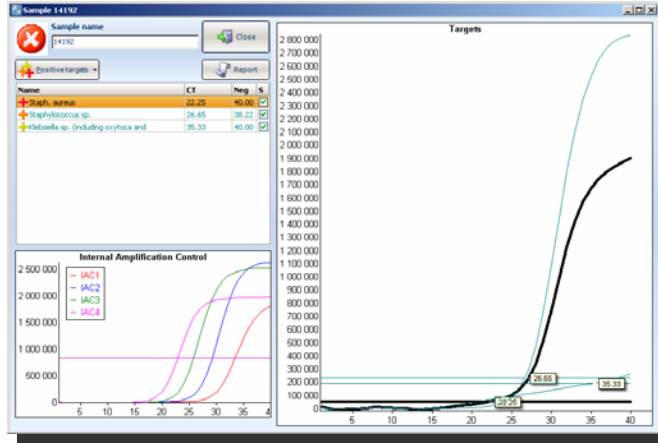 Sample 14192
Sample name
14192
Close
Positive targets
Report
Name CT Neg S
Staph. aureus 22.25 40.00
Staphylococcus sp. 26.65 38.22
Klebsiella sp. (including oxytoca and 35.33 40.00
Internal Amplification Control
2 500 000
2 000 000
1 500 000
1 000 000
500 000
IAC1
IAC2
IAC3
IAC4
5 10 15 20 25 30 35 4
Targets
2 800 000
2 700 000
2 600 000
2 500 000
2 400 000
2 300 000
2 200 000
2 100 000
2 000 000
1 900 000
1 800 000
1 700 000
1 600 000
1 500 000
1 400 000
1 300 000
1 200 000
1 100 000
1 000 000
900 000
800 000
700 000
600 000
500 000
400 000
300 000
200 000
100 000
0
26.65
35.33
22.25
5 10 15 20 25 30 35 40